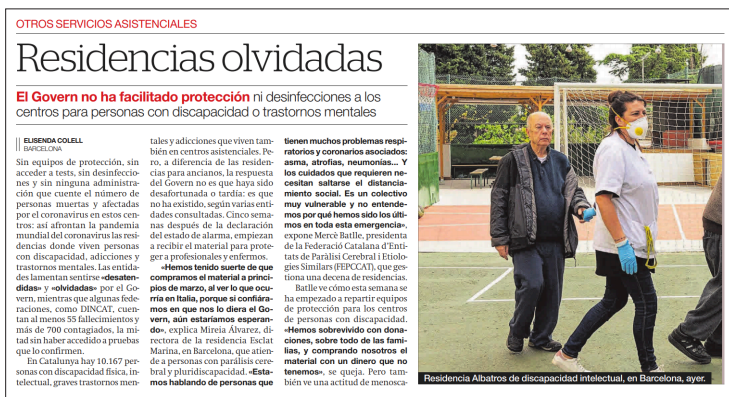 OTROS SERVICIOS ASISTENCIALES
Residencias olvidadas
El Govern no ha facilitado protección ni desinfecciones a los
centros para personas con discapacidad o trastornos mentales
ELISENDA COLELL
BARCELONA
Sin equipos de protección, sin
acceder a tests, sin desinfeccio-
nes y sin ninguna administra-
ción que cuente el número de
personas muertas y afectadas
por el coronavirus en estos cen-
tros: así afrontan la pandemia
mundial del coronavirus las re-
sidencias donde viven personas
con discapacidad, adicciones y
trastornos mentales. Las entida-
des lamentan sentirse «desaten-
didas» y «olvidadas» por el Go-
vern, mientras que algunas fede-
raciones, como DINCAT, cuen-
tan al menos 55 fallecimientos y
más de 700 contagiados, la mi-
tad sin haber accedido a pruebas
que lo confirmen.
En Catalunya hay 10.167 per-
sonas con discapacidad física, in-
telectual, graves trastornos men-
tales y adicciones que viven tam-
bién en centros asistenciales. Pe-
ro, a diferencia de las residen-
cias para ancianos, la respuesta
del Govern no es que haya sido
desafortunada o tardía: es que
no ha existido, según varias enti-
dades consultadas. Cinco sema-
nas después de la declaración
del estado de alarma, empiezan
a recibir el material para prote-
ger a profesionales y enfermos.
«Hemos tenido suerte de que
compramos el material a princi-
pios de marzo, al ver lo que ocu-
rría en Italia, porque si confiára-
mos en que nos lo diera el Go-
vern, aún estaríamos esperan-
do», explica Mireia Álvarez, di-
rectora de la residencia Esclat
Marina, en Barcelona, que atien-
de a personas con parálisis cere-
bral y pluridiscapacidad. «Esta-
mos hablando de personas que
tienen muchos problemas respi-
ratorios y coronarios asociados:
asma, atrofias, neumonías... Y
los cuidados que requieren ne-
cesitan saltarse el distancia-
miento social. Es un colectivo
muy vulnerable y no entende-
mos por qué hemos sido los últi-
mos en toda esta emergencia»,
expone Mercè Batlle, presidenta
de la Federació Catalana d'Enti-
tats de Paràlisi Cerebral i Etiolo-
gies Similars (FEPCCAT), que ges-
tiona una decena de residencias.
Batlle ve cómo esta semana se
ha empezado a repartir equipos
de protección para los centros
de personas con discapacidad.
«Hemos sobrevivido con dona-
ciones, sobre todo de las fami-
lias, y comprando nosotros el
material con un dinero que no
tenemos», se queja. Pero tam-
bién ve una actitud de menosca-
Residencia Albatros de discapacidad intelectual, en Barcelona, ayer.